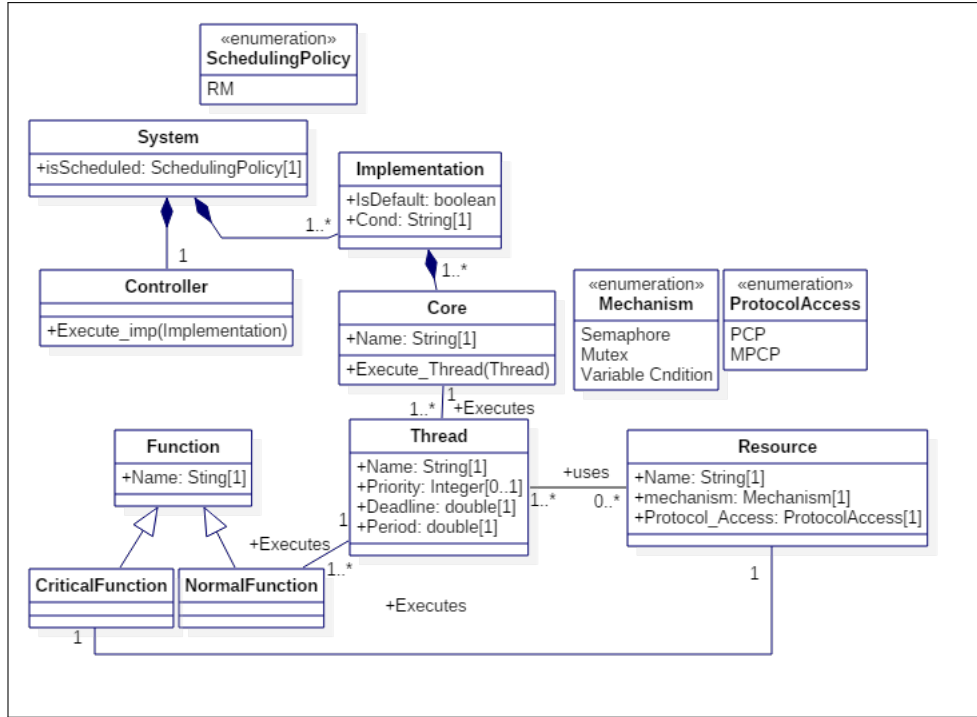 «enumeration»
SchedulingPolicy
RM
System
+isScheduled: SchedulingPolicy[1]
Implementation
+IsDefault: boolean
+Cond: String[1]
1..*
1
1..*
Controller
+Execute_imp(Implementation)
Core
+Name: String[1]
+Execute_Thread(Thread)
«enumeration»
Mechanism
Semaphore
Mutex
Variable Cndition
«enumeration»
ProtocolAccess
PCP
MPCP
1
1..*
+Executes
Function
+Name: Sting[1]
Thread
+Name: String[1]
+Priority: Integer[0..1]
+Deadline: double[1]
+Period: double[1]
+uses
1..*
0..*
Resource
+Name: String[1]
+mechanism: Mechanism[1]
+Protocol_Access: ProtocolAccess[1]
1
+Executes
1..*
CriticalFunction
NormalFunction
1
+Executes
1